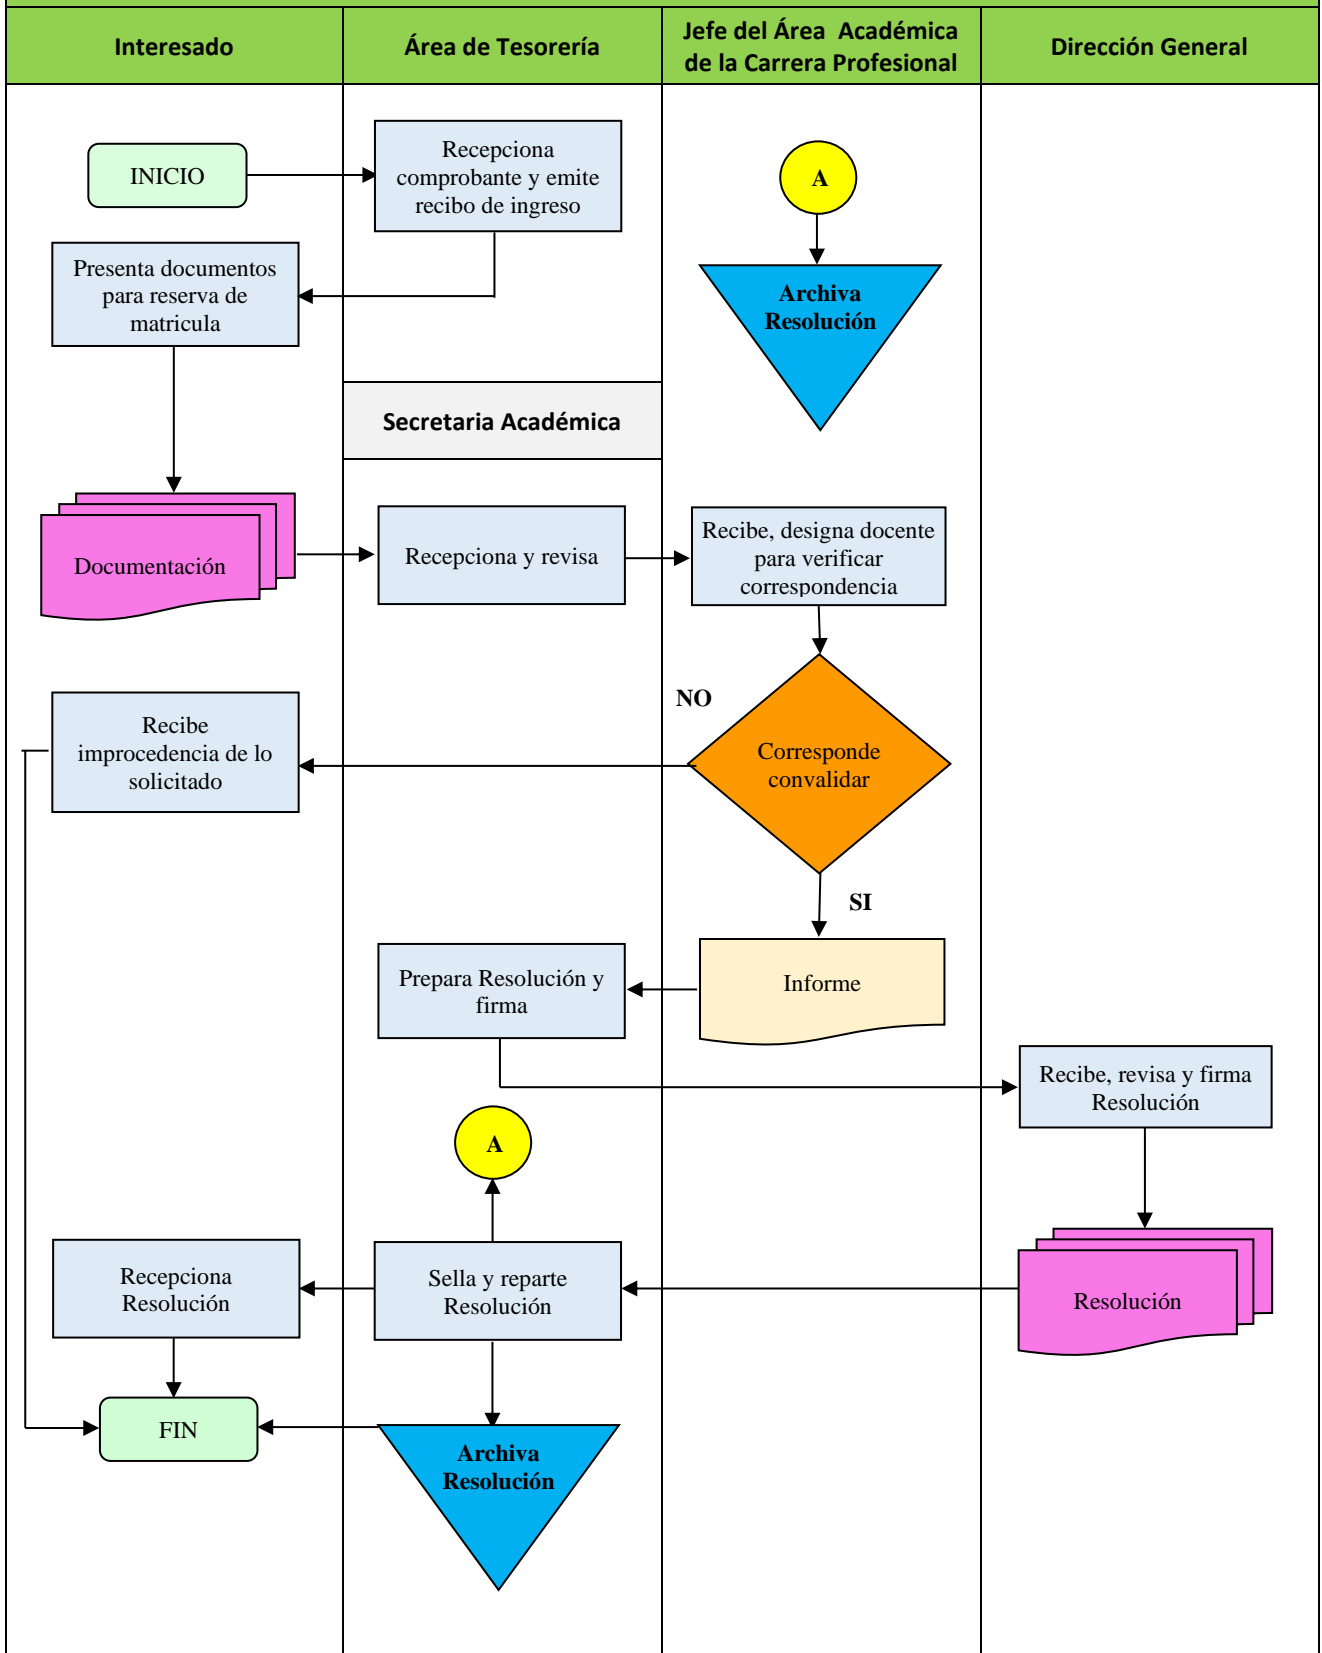 Interesado
Área de Tesorería
Jefe del Área  Académica
de la Carrera Profesional
Dirección General
INICIO
Recepciona
comprobante y emite
recibo de ingreso
A
Presenta documentos
para reserva de
matricula
Archiva
Resolución
Secretaria Académica
Documentación
Recepciona y revisa
Recibe, designa docente
para verificar
correspondencia
NO
Recibe
improcedencia de lo
solicitado
Corresponde
convalidar
SI
Prepara Resolución y
firma
Informe
Recibe, revisa y firma
Resolución
A
Recepciona
Resolución
Sella y reparte
Resolución
Resolución
FIN
Archiva
Resolución